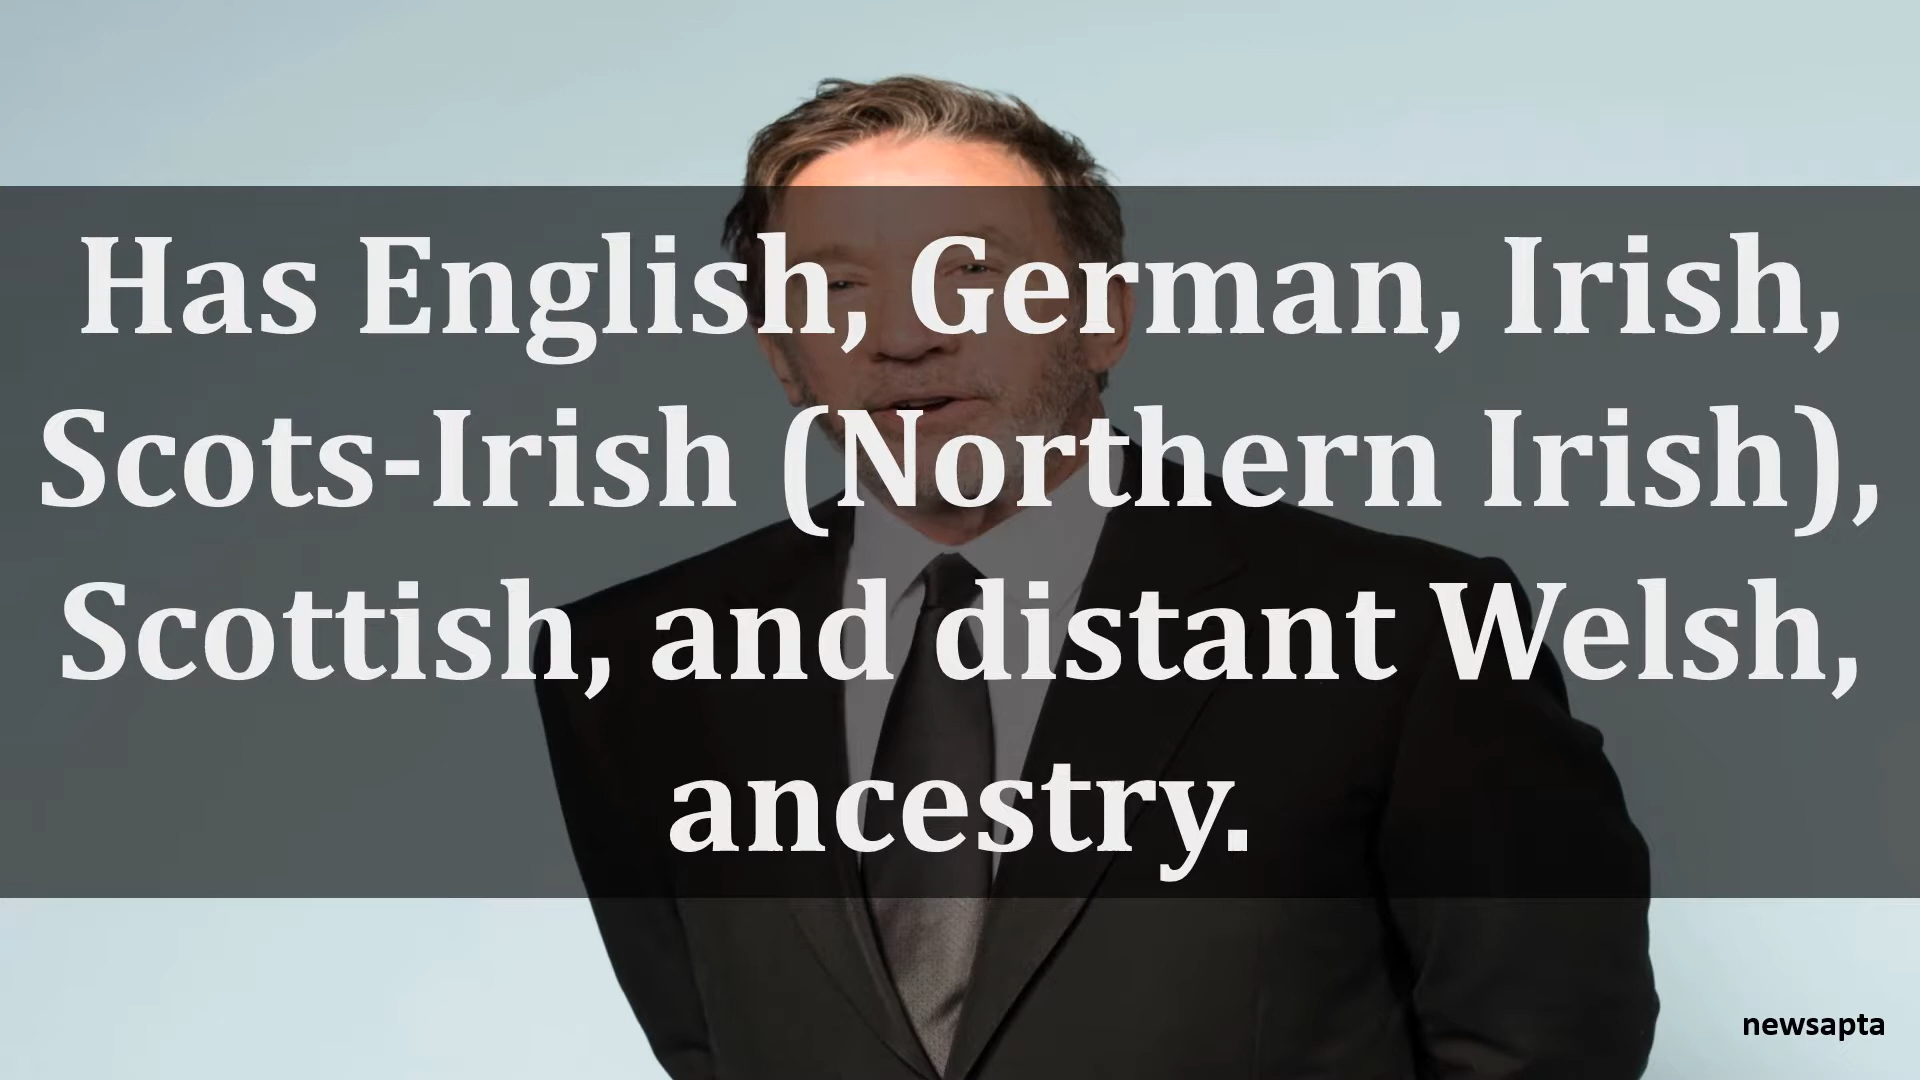 Has English, German, Irish,
Scots-Irish (Northern Irish),
Scottish, and distant Welsh,
ancestry.
newsapta